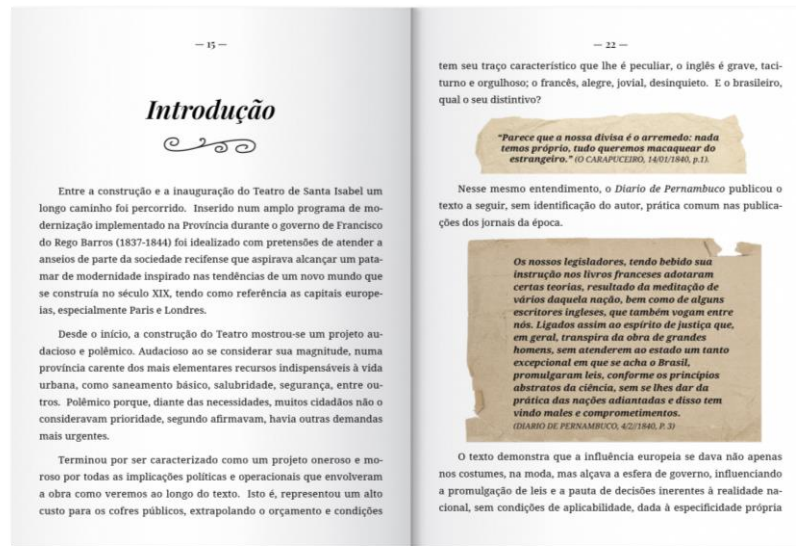 — 15 —
Introdução
Entre a construção e a inauguração do Teatro de Santa Isabel um
longo caminho foi percorrido. Inserido num amplo programa de mo-
dernização implementado na Província durante o governo de Francisco
do Rego Barros (1837-1844) foi idealizado com pretensões de atender a
anseios de parte da sociedade recifense que aspirava alcançar um pata-
mar de modernidade inspirado nas tendências de um novo mundo que
se construía no século XIX, tendo como referência as capitais europe-
ias, especialmente Paris e Londres.
Desde o início, a construção do Teatro mostrou-se um projeto au-
dacioso e polêmico. Audacioso ao se considerar sua magnitude, numa
província carente dos mais elementares recursos indispensáveis à vida
urbana, como saneamento básico, salubridade, segurança, entre ou-
tros. Polêmico porque, diante das necessidades, muitos cidadãos não o
consideravam prioridade, segundo afirmavam, havia outras demandas
mais urgentes.
Terminou por ser caracterizado como um projeto oneroso e mo-
roso por todas as implicações políticas e operacionais que envolveram
a obra como veremos ao longo do texto. Isto é, representou um alto
custo para os cofres públicos, extrapolando o orçamento e condições
— 22 —
tem seu traço característico que lhe é peculiar, o inglês é grave, taci-
turno e orgulhoso; o francês, alegre, jovial, desinquieto. E o brasileiro,
qual o seu distintivo?
"Parece que a nossa divisa é o arremedo: nada
temos próprio, tudo queremos macaquear do
estrangeiro." (O CARAPUCEIRO, 14/01/1840, p.1).
Nesse mesmo entendimento, o Diario de Pernambuco publicou o
texto a seguir, sem identificação do autor, prática comum nas publica-
ções dos jornais da época.
Os nossos legisladores, tendo bebido sua
instrução nos livros franceses adotaram
certas teorias, resultado da meditação de
vários daquela nação, bem como de alguns
escritores ingleses, que também vogam entre
nós. Ligados assim ao espírito de justiça que,
em geral, transpira da obra de grandes
homens, sem atenderem ao estado um tanto
excepcional em que se acha o Brasil,
promulgaram leis, conforme os princípios
abstratos da ciência, sem se lhes dar da
prática das nações adiantadas e disso tem
vindo males e comprometimentos.
(DIARIO DE PERNAMBUCO, 4/2//1840, P. 3)
O texto demonstra que a influência europeia se dava não apenas
nos costumes, na moda, mas alçava a esfera de governo, influenciando
a promulgação de leis e a pauta de decisões inerentes à realidade na-
cional, sem condições de aplicabilidade, dada à especificidade própria